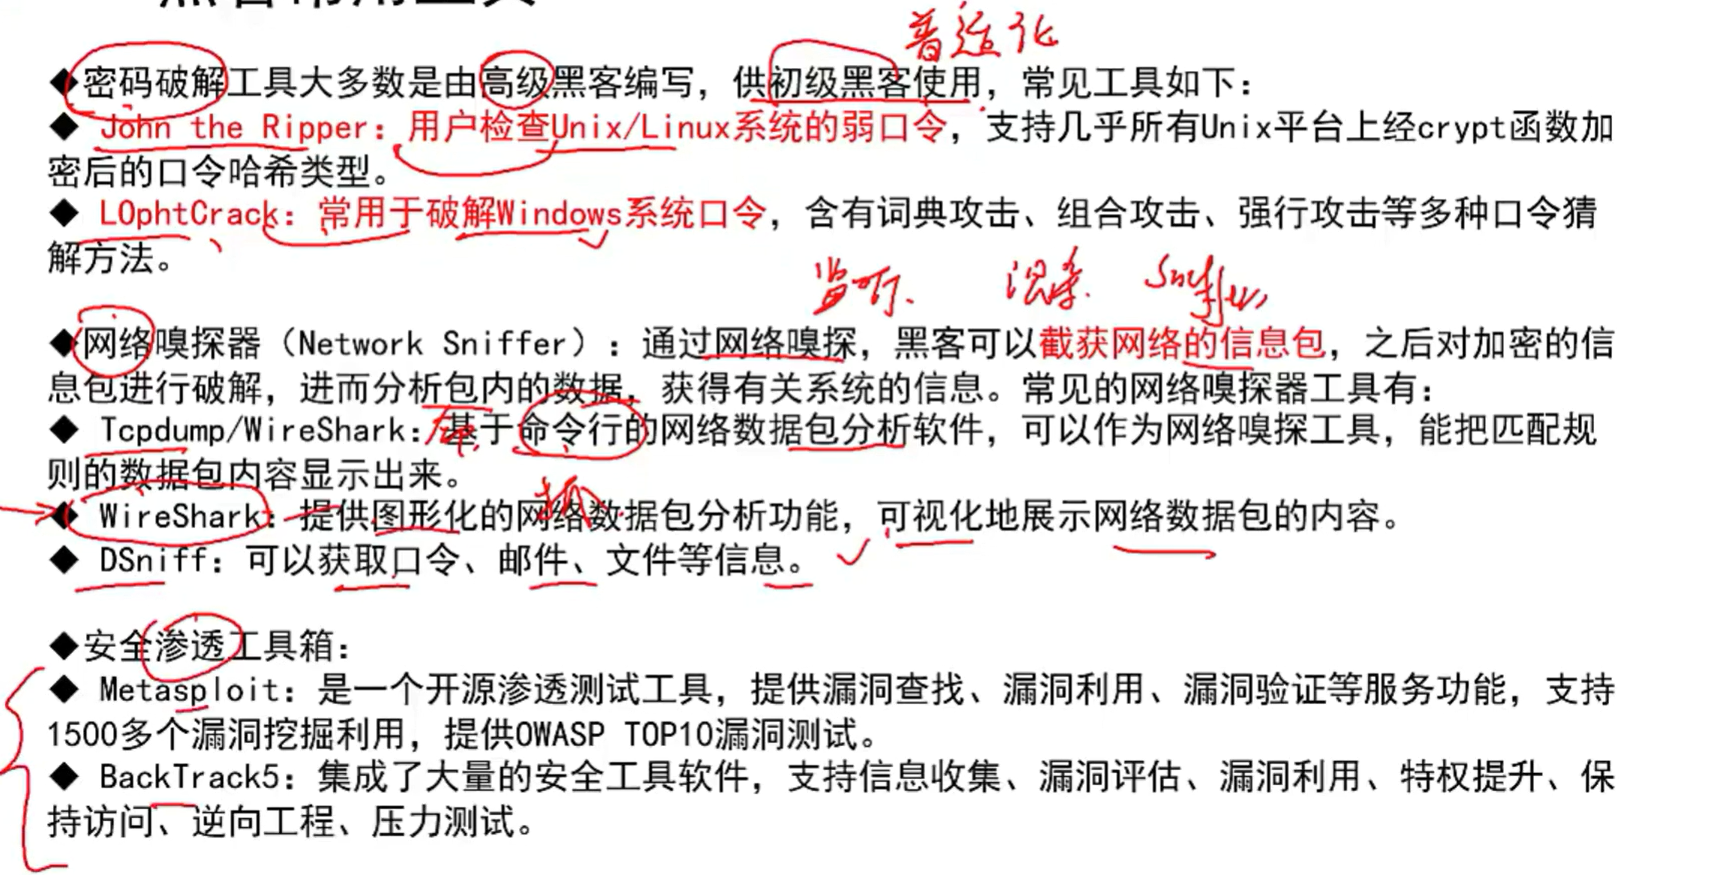 黑客常用工具
普适化
◆密码破解工具大多数是由高级黑客编写，供初级黑客使用，常见工具如下：
◆ John the Ripper：用户检查Unix/Linux系统的弱口令，支持几乎所有Unix平台上经crypt函数加
密后的口令哈希类型。
◆ LOphtCrack：常用于破解Windows系统口令，含有词典攻击、组合攻击、强行攻击等多种口令猜
解方法。
监听
◆网络嗅探器（Network Sniffer）：通过网络嗅探，黑客可以截获网络的信息包，之后对加密的信
息包进行破解，进而分析包内的数据，获得有关系统的信息。常见的网络嗅探器工具有：
◆ Tcpdump/WireShark：基于命令行的网络数据包分析软件，可以作为网络嗅探工具，能把匹配规
则的数据包内容显示出来。
抓
◆ WireShark：提供图形化的网络数据包分析功能，可视化地展示网络数据包的内容。
◆ DSniff：可以获取口令、邮件、文件等信息。
◆安全渗透工具箱：
◆ Metasploit：是一个开源渗透测试工具，提供漏洞查找、漏洞利用、漏洞验证等服务功能，支持
1500多个漏洞挖掘利用，提供OWASP TOP10漏洞测试。
◆ BackTrack5：集成了大量的安全工具软件，支持信息收集、漏洞评估、漏洞利用、特权提升、保
持访问、逆向工程、压力测试。